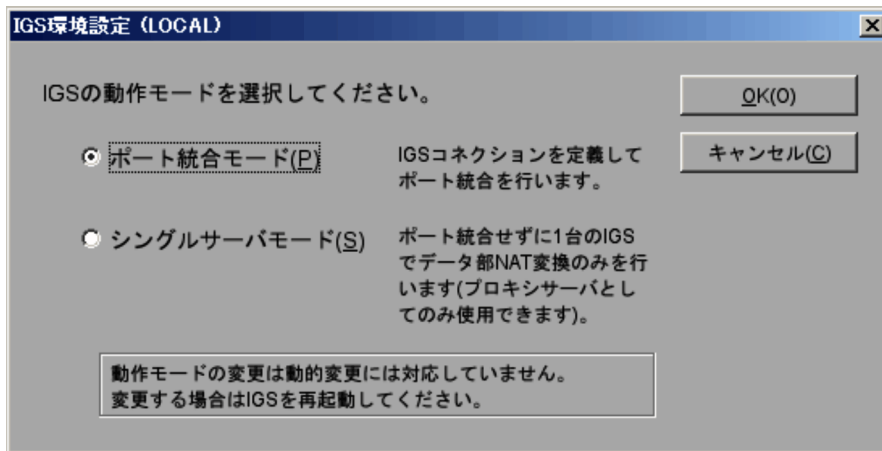 IGS環境設定 (LOCAL)
IGSの動作モードを選択してください。
OK(O)
ポート統合モード(P)
IGSコネクションを定義して
ポート統合を行います。
キャンセル(C)
シングルサーバモード(S)
ポート統合せずに1台のIGS
でデータ部NAT変換のみを行
います(プロキシサーバとし
てのみ使用できます)。
動作モードの変更は動的変更には対応していません。
変更する場合はIGSを再起動してください。